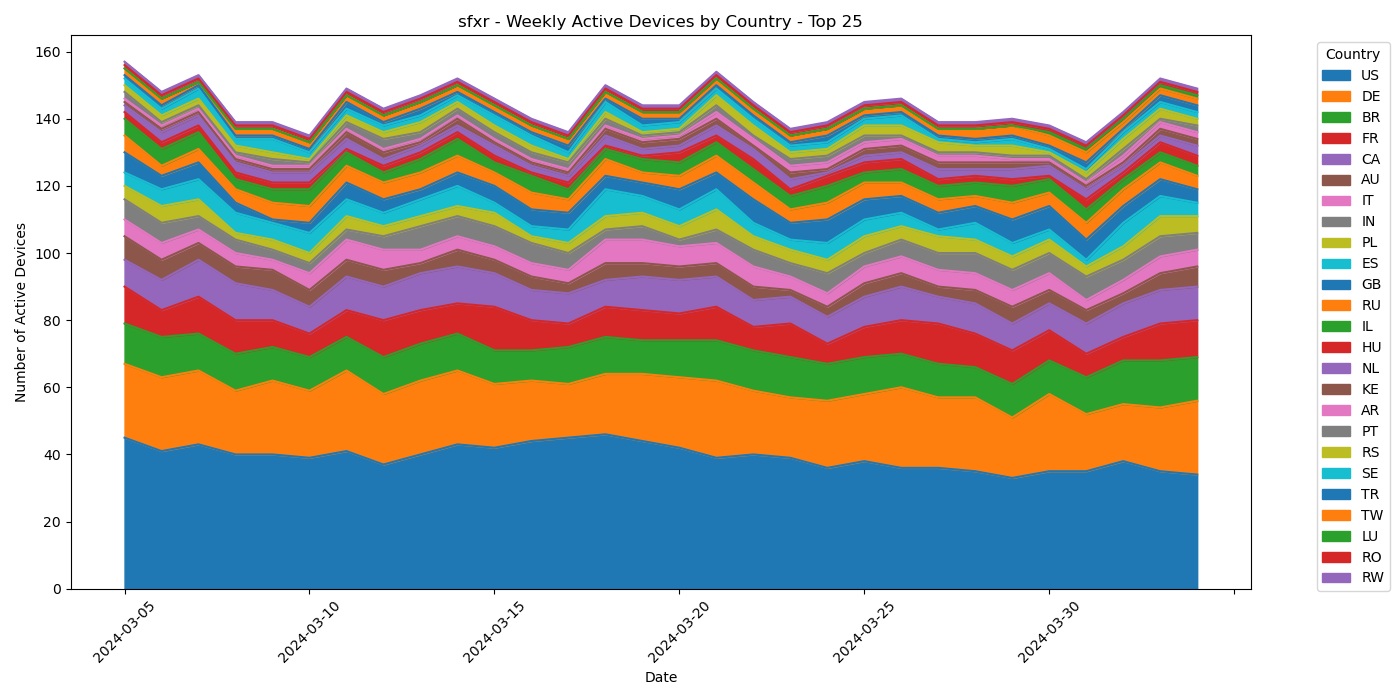 sfxr - Weekly Active Devices by Country - Top 25
Number of Active Devices
160
140
120
100
80
60
40
20
0
2024-03-05
2024-03-10
2024-03-15
2024-03-20
2024-03-25
2024-03-30
Date
Country
US
DE
BR
FR
CA
AU
IT
IN
PL
ES
GB
RU
IL
HU
NL
KE
AR
PT
RS
SE
TR
TW
LU
RO
RW